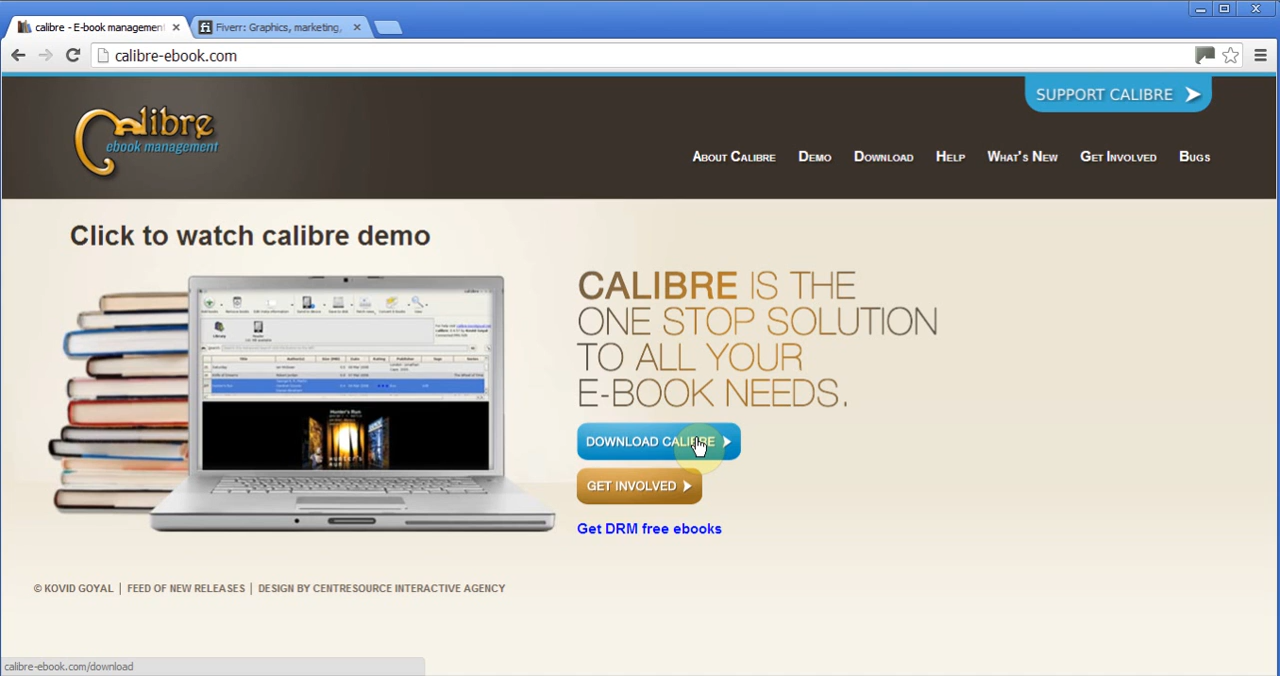 calibre - E-book managemen
Fiverr: Graphics, marketing,
calibre-ebook.com
SUPPORT CALIBRE
Calibre
ebook management
About Calibre
Demo
Download
Help
What's New
Get Involved
Bugs
Click to watch calibre demo
CALIBRE IS THE
ONE STOP SOLUTION
TO ALL YOUR
E-BOOK NEEDS.
DOWNLOAD CALIBRE
GET INVOLVED
Get DRM free ebooks
© KOVID GOYAL | FEED OF NEW RELEASES | DESIGN BY CENTRESOURCE INTERACTIVE AGENCY
calibre-ebook.com/download